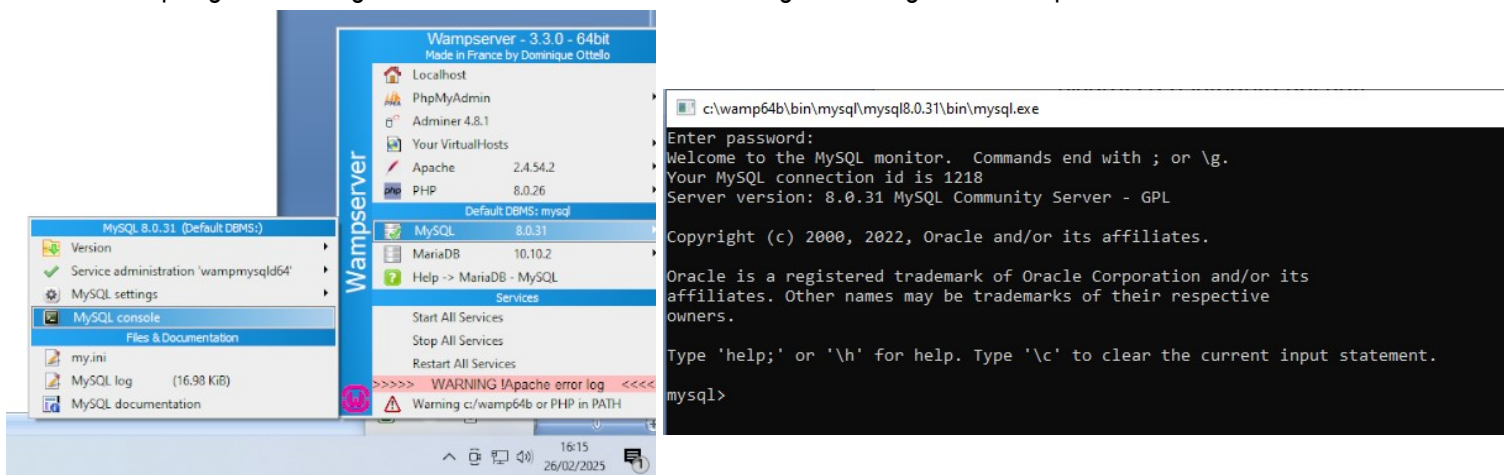 Wampserver - 3.3.0 - 64bit
Made in France by Dominique Ottello
Localhost
PhpMyAdmin
Adminer 4.8.1
Your VirtualHosts
Apache 2.4.54.2
php PHP 8.0.26
Default DBMS: mysql
MySQL 8.0.31
MariaDB 10.10.2
Help -> MariaDB - MySQL
Services
Start All Services
Stop All Services
Restart All Services
>>>>> WARNING !Apache error log <<<<
Warning c:/wamp64b or PHP in PATH
Wampserver
MySQL 8.0.31 (Default DBMS:)
Version
Service administration 'wampmysqld64'
MySQL settings
MySQL console
Files & Documentation
my.ini
MySQL log (16.98 KiB)
MySQL documentation
16:15
26/02/2025
1
c:\wamp64b\bin\mysql\mysql8.0.31\bin\mysql.exe
Enter password:
Welcome to the MySQL monitor.  Commands end with ; or \g.
Your MySQL connection id is 1218
Server version: 8.0.31 MySQL Community Server - GPL
Copyright (c) 2000, 2022, Oracle and/or its affiliates.
Oracle is a registered trademark of Oracle Corporation and/or its
affiliates. Other names may be trademarks of their respective
owners.
Type 'help;' or '\h' for help. Type '\c' to clear the current input statement.
mysql>